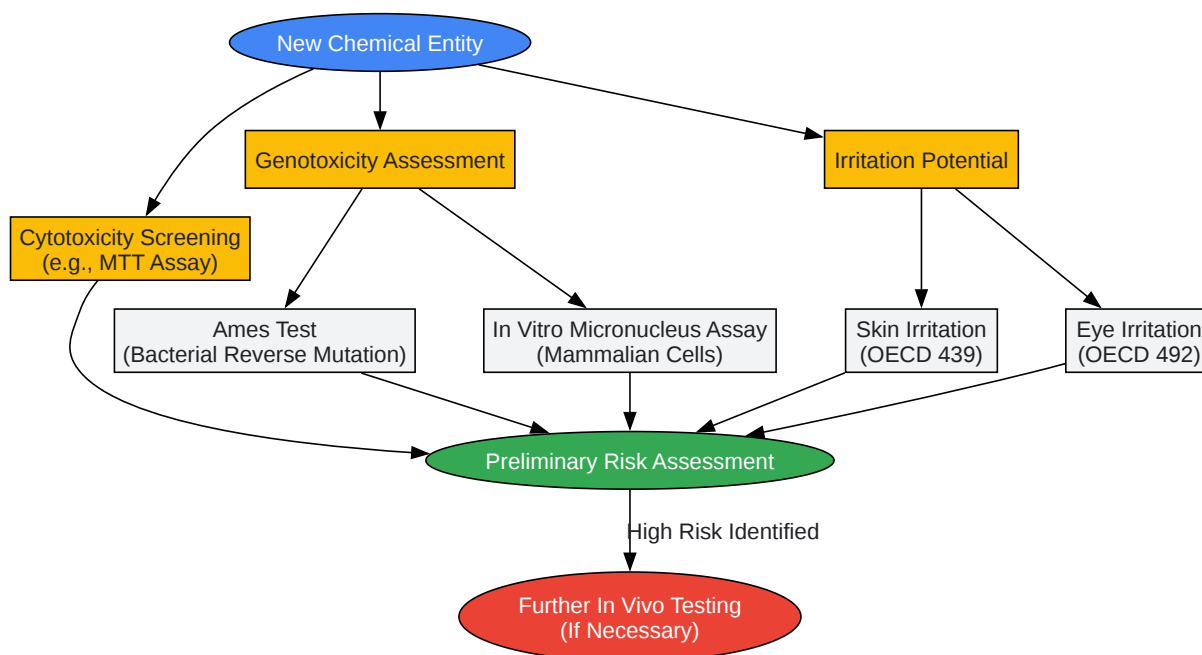 New Chemical Entity
Genotoxicity Assessment
Irritation Potential
Cytotoxicity Screening
(e.g., MTT Assay)
Ames Test
(Bacterial Reverse Mutation)
In Vitro Micronucleus Assay
(Mammalian Cells)
Skin Irritation
(OECD 439)
Eye Irritation
(OECD 492)
Preliminary Risk Assessment
High Risk Identified
Further In Vivo Testing
(If Necessary)